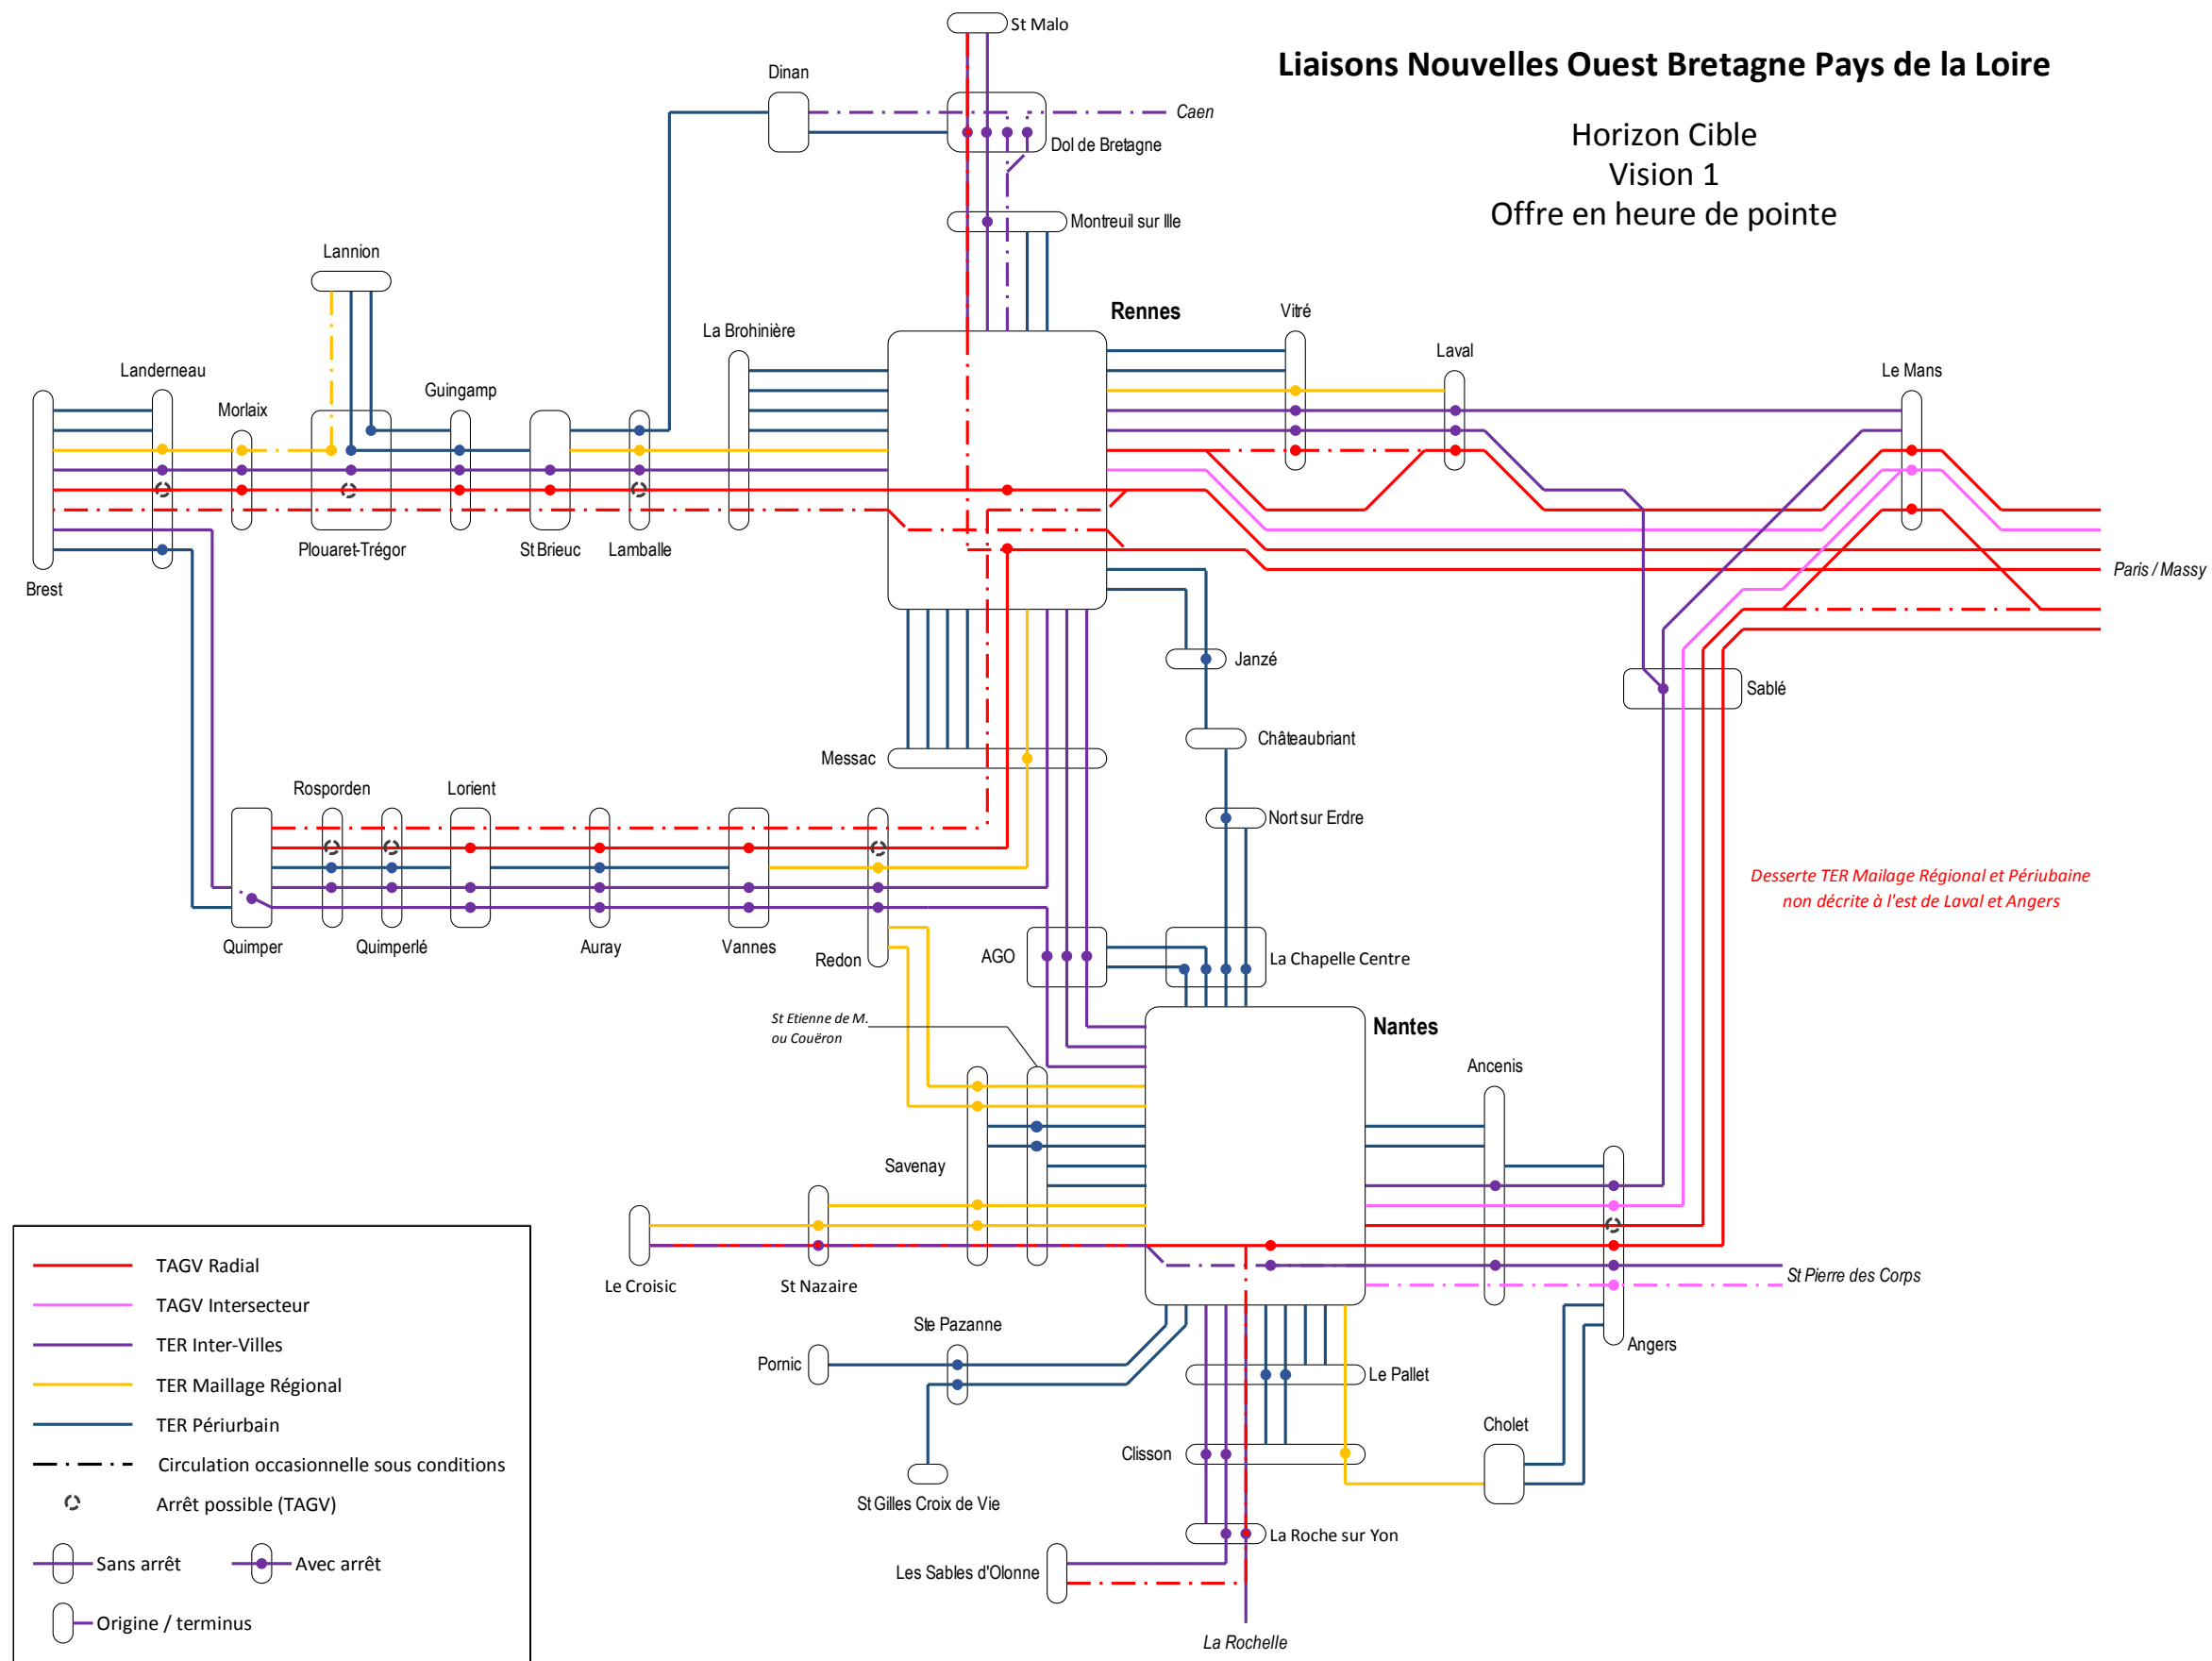 Liaisons Nouvelles Ouest Bretagne Pays de la Loire
Horizon Cible
Vision 1
Offre en heure de pointe
St Malo
Dinan
Caen
Dol de Bretagne
Montreuil sur Ille
Lannion
Rennes
Vitré
La Brohinière
Laval
Landerneau
Le Mans
Guingamp
Morlaix
Plouaret-Trégor
St Brieuc
Lamballe
Brest
Paris / Massy
Janzé
Sablé
Châteaubriant
Messac
Rosporden
Lorient
Nort sur Erdre
Desserte TER Mailage Régional et Périubaine
non décrite à l'est de Laval et Angers
Quimper
Quimperlé
Auray
Vannes
Redon
AGO
La Chapelle Centre
St Etienne de M.
ou Couëron
Nantes
Ancenis
Savenay
Le Croisic
St Nazaire
St Pierre des Corps
Ste Pazanne
Angers
Pornic
Le Pallet
Cholet
Clisson
St Gilles Croix de Vie
La Roche sur Yon
Les Sables d'Olonne
La Rochelle
TAGV Radial
TAGV Intersecteur
TER Inter-Villes
TER Maillage Régional
TER Périurbain
Circulation occasionnelle sous conditions
Arrêt possible (TAGV)
Sans arrêt
Avec arrêt
Origine / terminus